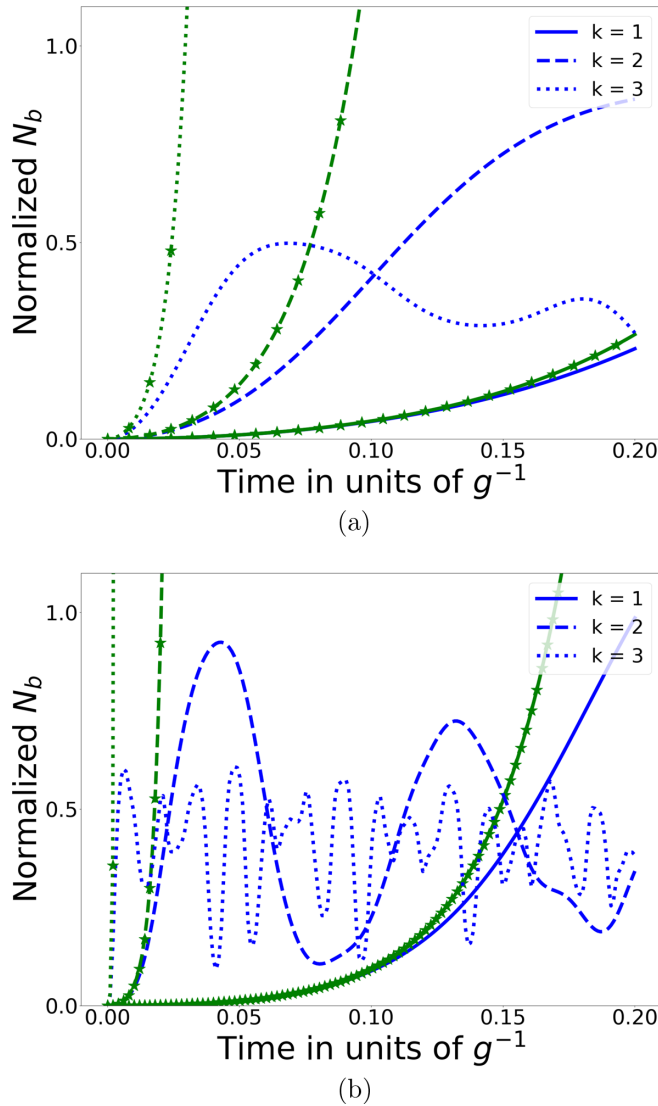 1.0
0.5
0.0
Normalized N_b
k = 1
k = 2
k = 3
0.00 0.05 0.10 0.15 0.20
Time in units of g⁻¹
(a)
1.0
0.5
0.0
Normalized N_b
k = 1
k = 2
k = 3
0.00 0.05 0.10 0.15 0.20
Time in units of g⁻¹
(b)